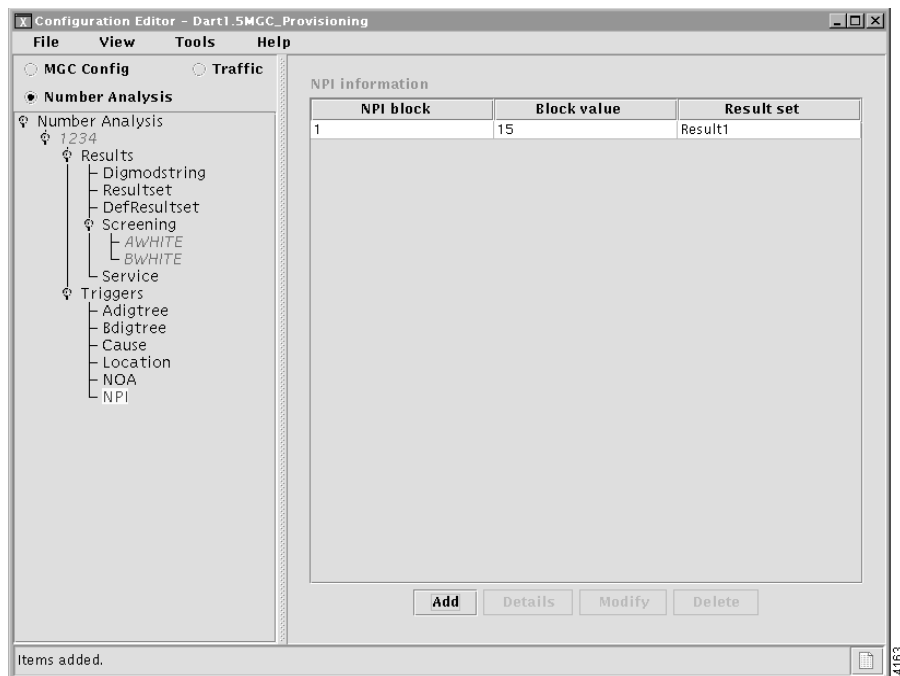 X Configuration Editor - Dart1.5MGC_Provisioning
File View Tools Help
MGC Config Traffic
Number Analysis
Number Analysis
1234
Results
Digmodstring
Resultset
DefResultset
Screening
AWHITE
BWHITE
Service
Triggers
Adigtree
Bdigtree
Cause
Location
NOA
NPI
NPI information
NPI block Block value Result set
1 15 Result1
Add Details Modify Delete
Items added.
4163